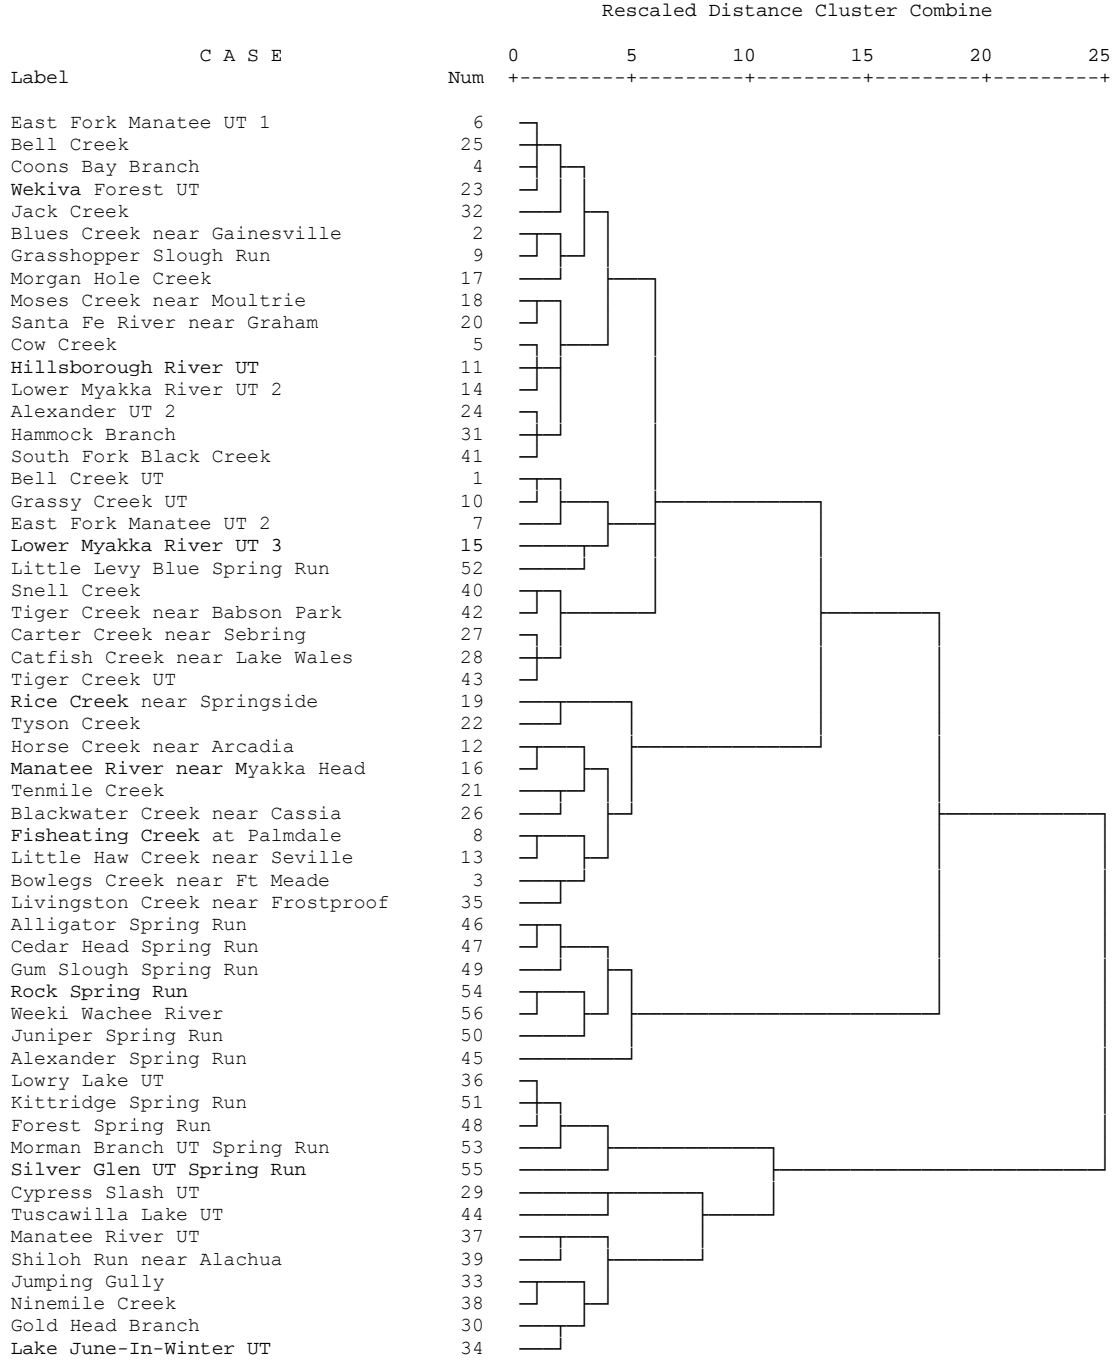 Rescaled Distance Cluster Combine
C A S E 0 5 10 15 20 25
Label Num +---------+---------+---------+---------+---------+
East Fork Manatee UT 1 6
Bell Creek 25
Coons Bay Branch 4
Wekiva Forest UT 23
Jack Creek 32
Blues Creek near Gainesville 2
Grasshopper Slough Run 9
Morgan Hole Creek 17
Moses Creek near Moultrie 18
Santa Fe River near Graham 20
Cow Creek 5
Hillsborough River UT 11
Lower Myakka River UT 2 14
Alexander UT 2 24
Hammock Branch 31
South Fork Black Creek 41
Bell Creek UT 1
Grassy Creek UT 10
East Fork Manatee UT 2 7
Lower Myakka River UT 3 15
Little Levy Blue Spring Run 52
Snell Creek 40
Tiger Creek near Babson Park 42
Carter Creek near Sebring 27
Catfish Creek near Lake Wales 28
Tiger Creek UT 43
Rice Creek near Springside 19
Tyson Creek 22
Horse Creek near Arcadia 12
Manatee River near Myakka Head 16
Tenmile Creek 21
Blackwater Creek near Cassia 26
Fisheating Creek at Palmdale 8
Little Haw Creek near Seville 13
Bowlegs Creek near Ft Meade 3
Livingston Creek near Frostproof 35
Alligator Spring Run 46
Cedar Head Spring Run 47
Gum Slough Spring Run 49
Rock Spring Run 54
Weeki Wachee River 56
Juniper Spring Run 50
Alexander Spring Run 45
Lowry Lake UT 36
Kittridge Spring Run 51
Forest Spring Run 48
Morman Branch UT Spring Run 53
Silver Glen UT Spring Run 55
Cypress Slash UT 29
Tuscawilla Lake UT 44
Manatee River UT 37
Shiloh Run near Alachua 39
Jumping Gully 33
Ninemile Creek 38
Gold Head Branch 30
Lake June-In-Winter UT 34